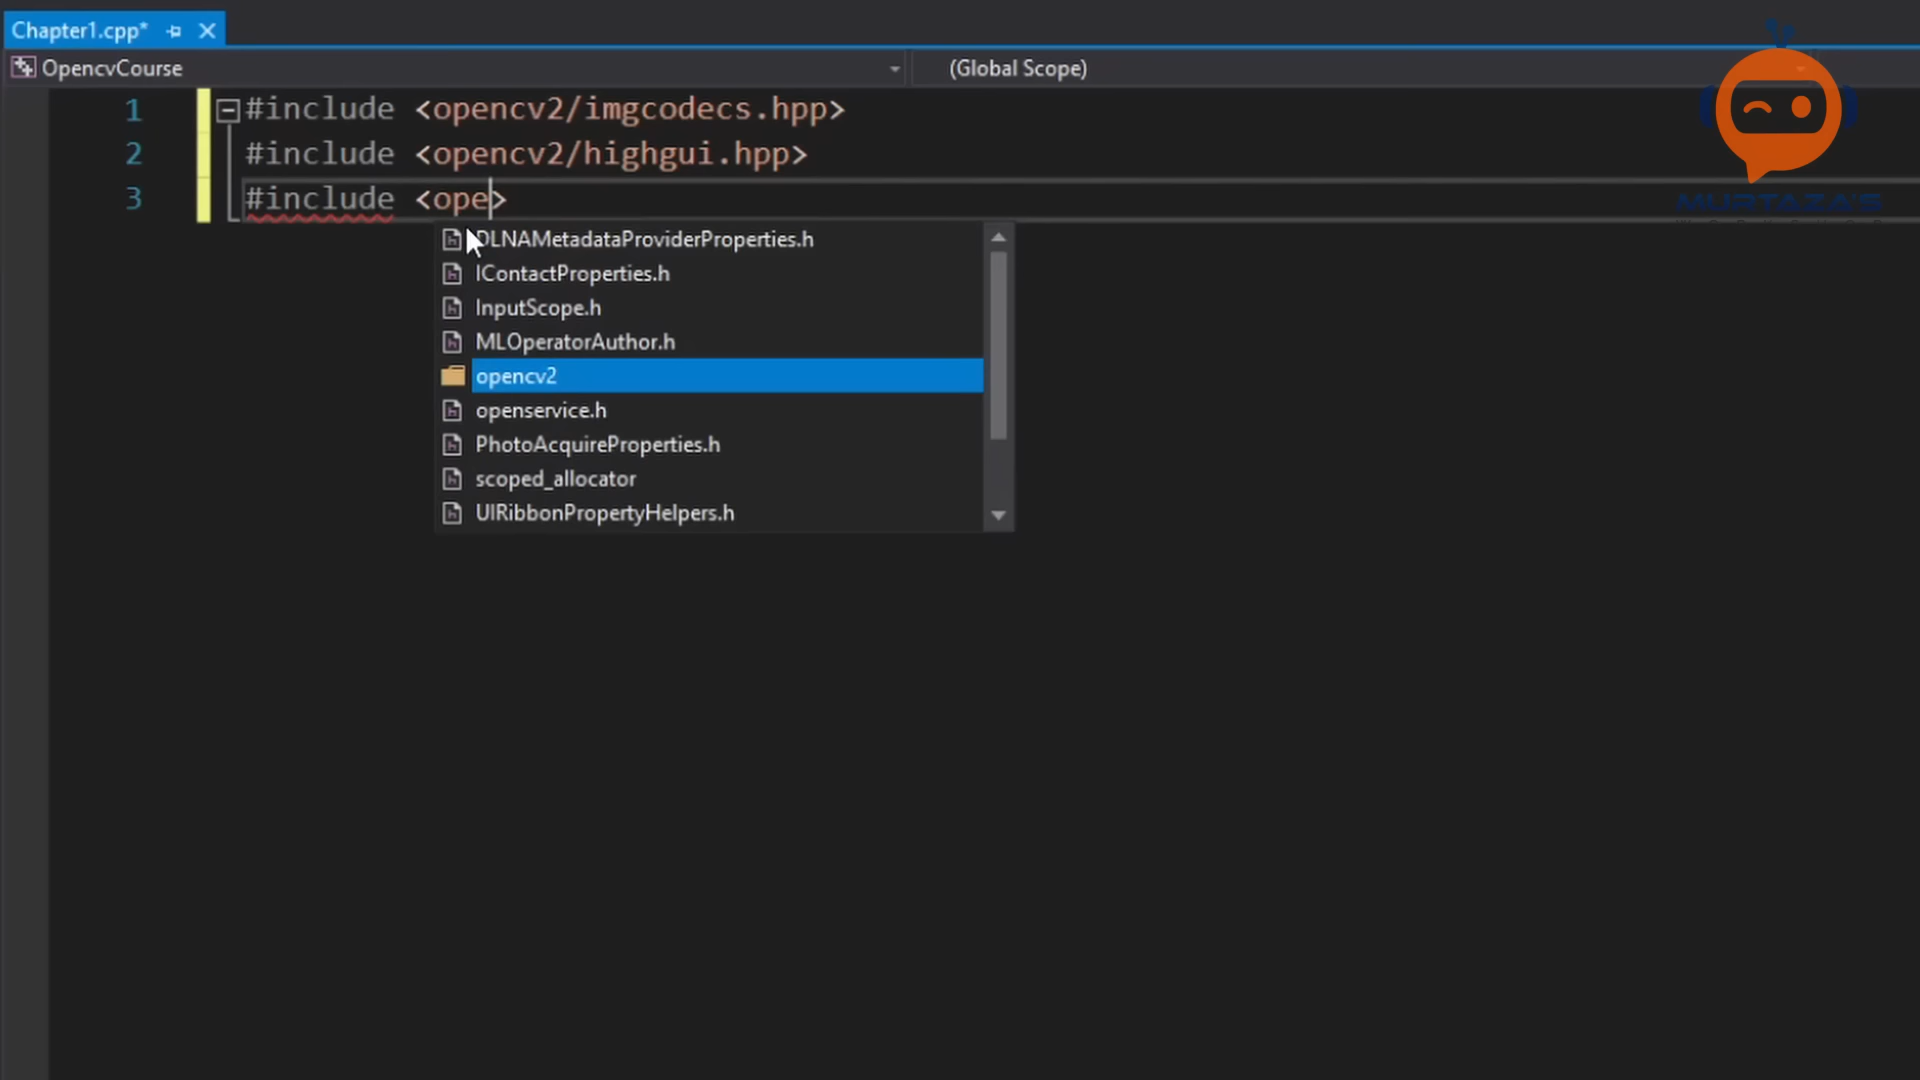 Chapter1.cpp*
OpencvCourse (Global Scope)
1 #include <opencv2/imgcodecs.hpp>
2 #include <opencv2/highgui.hpp>
3 #include <ope>
DLNAMetadataProviderProperties.h
IContactProperties.h
InputScope.h
MLOperatorAuthor.h
opencv2
openservice.h
PhotoAcquireProperties.h
scoped_allocator
UIRibbonPropertyHelpers.h
MURTAZA'S